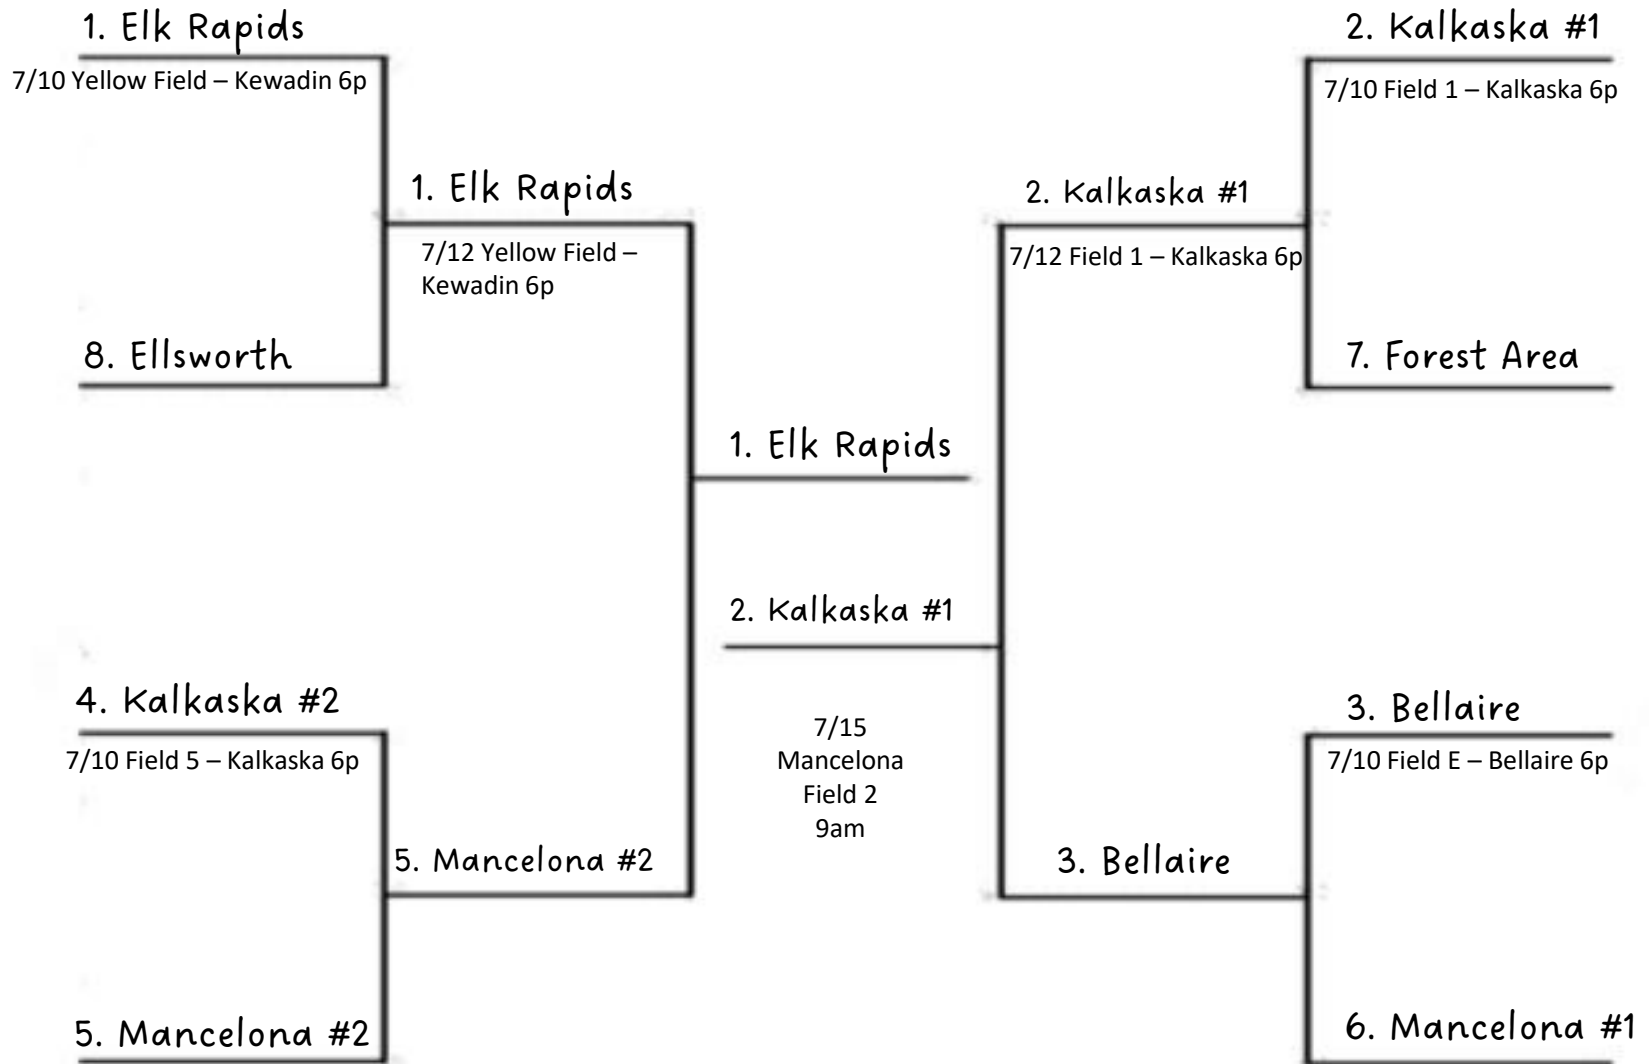 1. Elk Rapids
7/10 Yellow Field – Kewadin 6p
8. Ellsworth
4. Kalkaska #2
7/10 Field 5 – Kalkaska 6p
5. Mancelona #2
1. Elk Rapids
7/12 Yellow Field –
Kewadin 6p
5. Mancelona #2
1. Elk Rapids
2. Kalkaska #1
7/15
Mancelona
Field 2
9am
2. Kalkaska #1
7/12 Field 1 – Kalkaska 6p
3. Bellaire
2. Kalkaska #1
7/10 Field 1 – Kalkaska 6p
7. Forest Area
3. Bellaire
7/10 Field E – Bellaire 6p
6. Mancelona #1